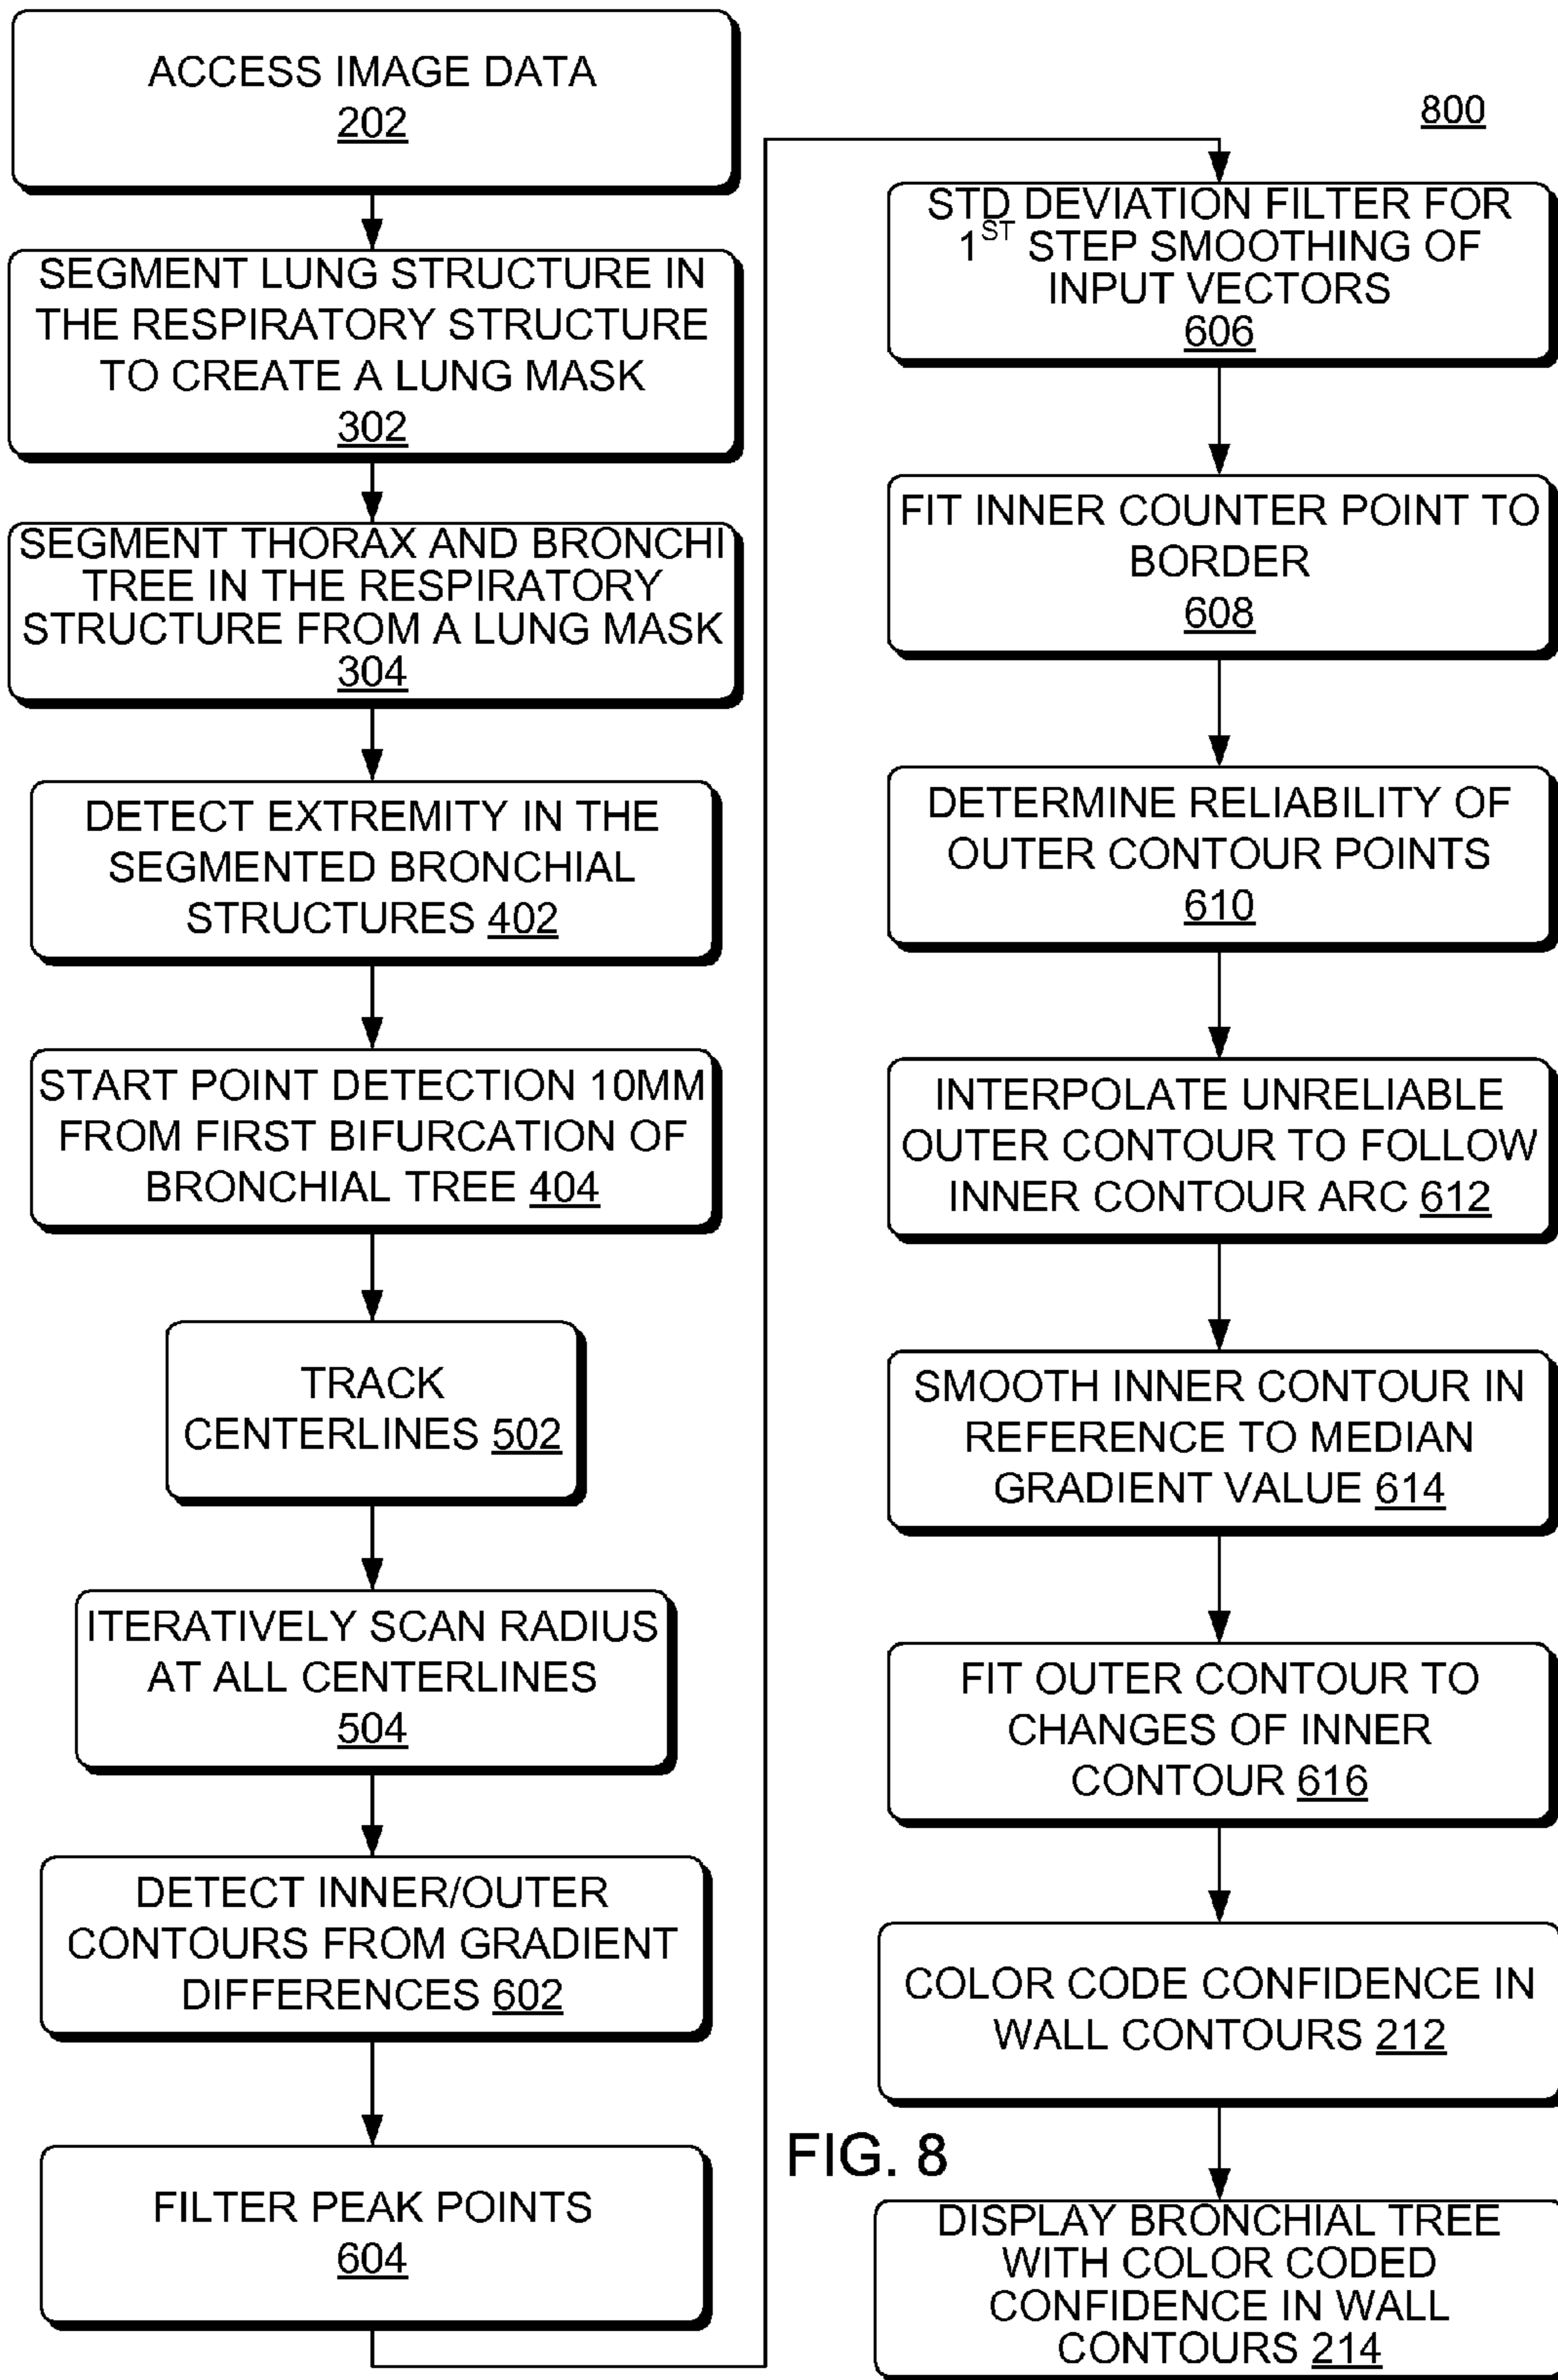 ACCESS IMAGE DATA
202
SEGMENT LUNG STRUCTURE IN
THE RESPIRATORY STRUCTURE
TO CREATE A LUNG MASK
302
SEGMENT THORAX AND BRONCHI
TREE IN THE RESPIRATORY
STRUCTURE FROM A LUNG MASK
304
DETECT EXTREMITY IN THE
SEGMENTED BRONCHIAL
STRUCTURES 402
START POINT DETECTION 10MM
FROM FIRST BIFURCATION OF
BRONCHIAL TREE 404
TRACK
CENTERLINES 502
ITERATIVELY SCAN RADIUS
AT ALL CENTERLINES
504
DETECT INNER/OUTER
CONTOURS FROM GRADIENT
DIFFERENCES 602
FILTER PEAK POINTS
604
800
STD DEVIATION FILTER FOR
1ST STEP SMOOTHING OF
INPUT VECTORS
606
FIT INNER COUNTER POINT TO
BORDER
608
DETERMINE RELIABILITY OF
OUTER CONTOUR POINTS
610
INTERPOLATE UNRELIABLE
OUTER CONTOUR TO FOLLOW
INNER CONTOUR ARC 612
SMOOTH INNER CONTOUR IN
REFERENCE TO MEDIAN
GRADIENT VALUE 614
FIT OUTER CONTOUR TO
CHANGES OF INNER
CONTOUR 616
COLOR CODE CONFIDENCE IN
WALL CONTOURS 212
DISPLAY BRONCHIAL TREE
WITH COLOR CODED
CONFIDENCE IN WALL
CONTOURS 214
FIG. 8